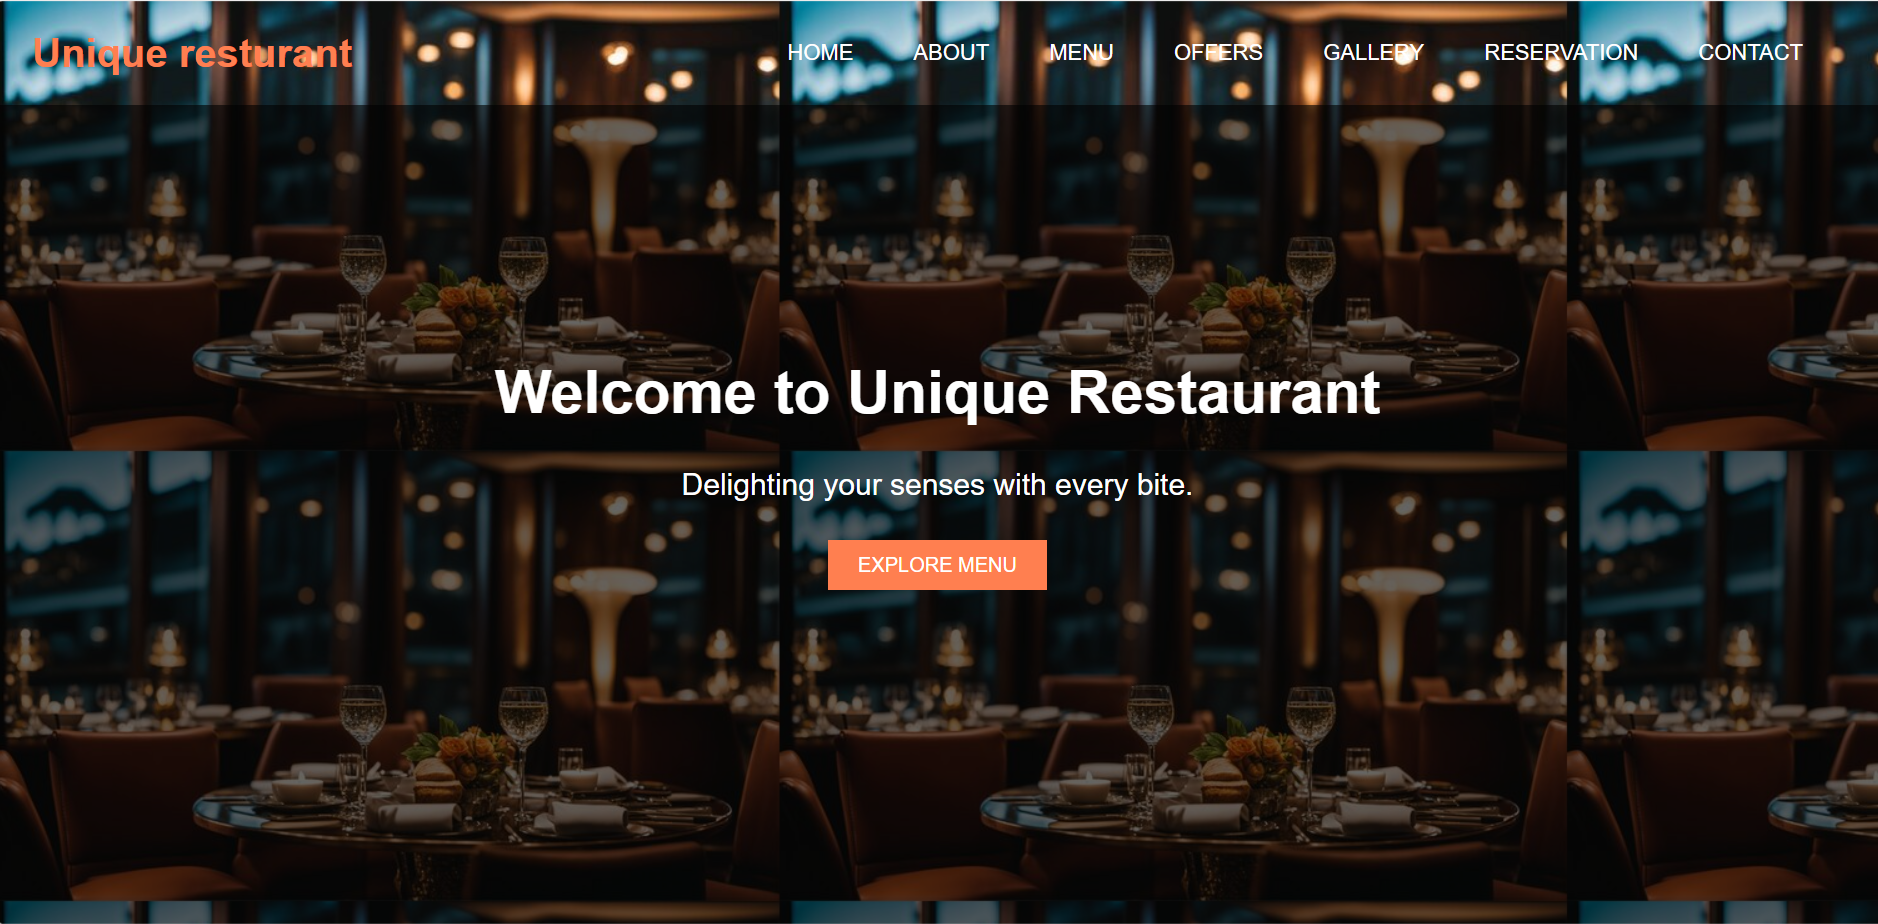 Unique resturant
HOME ABOUT MENU OFFERS GALLERY RESERVATION CONTACT
Welcome to Unique Restaurant
Delighting your senses with every bite.
EXPLORE MENU